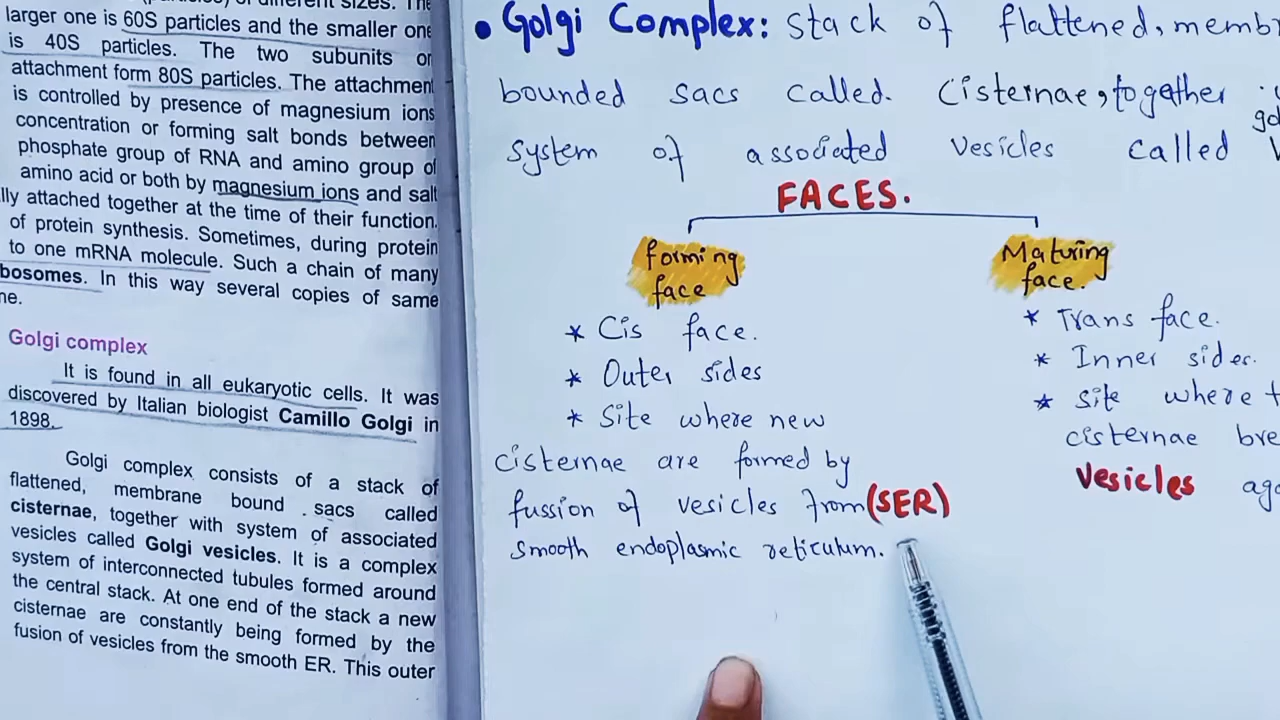 larger one is 60S particles and the smaller one
is 40S particles. The two subunits on
attachment form 80S particles. The attachment
is controlled by presence of magnesium ions
concentration or forming salt bonds between
phosphate group of RNA and amino group of
amino acid or both by magnesium ions and salt
lly attached together at the time of their function.
of protein synthesis. Sometimes, during protein
to one mRNA molecule. Such a chain of many
bosomes. In this way several copies of same
ne.
Golgi complex
It is found in all eukaryotic cells. It was
discovered by Italian biologist Camillo Golgi in
1898.
Golgi complex consists of a stack of
flattened, membrane bound sacs called
cisternae, together with system of associated
vesicles called Golgi vesicles. It is a complex
system of interconnected tubules formed around
the central stack. At one end of the stack a new
cisternae are constantly being formed by the
fusion of vesicles from the smooth ER. This outer
• Golgi Complex: Stack of flattened, memb
bounded sacs called. Cisternae, together
system of associated vesicles called
FACES.
forming
face
* Cis face.
* Outer sides
* Site where new
cisternae are formed by
fussion of vesicles from (SER)
smooth endoplasmic reticulum.
Maturing
face.
* Trans face.
* Inner sides.
* Site where t
cisternae bre
vesicles aga